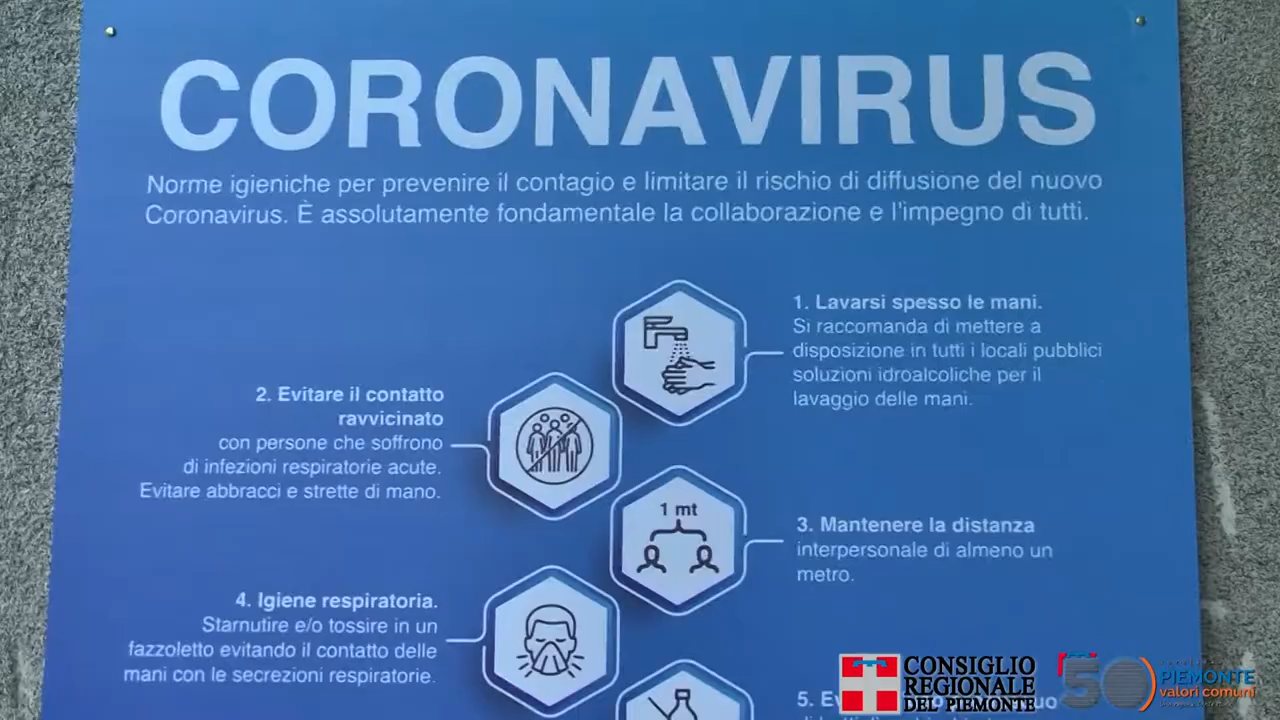 CORONAVIRUS
Norme igieniche per prevenire il contagio e limitare il rischio di diffusione del nuovo
Coronavirus. È assolutamente fondamentale la collaborazione e l'impegno di tutti.
1. Lavarsi spesso le mani.
Si raccomanda di mettere a
disposizione in tutti i locali pubblici
soluzioni idroalcoliche per il
lavaggio delle mani.
2. Evitare il contatto
ravvicinato
con persone che soffrono
di infezioni respiratorie acute.
Evitare abbracci e strette di mano.
1 mt
3. Mantenere la distanza
interpersonale di almeno un
metro.
4. Igiene respiratoria.
Starnutire e/o tossire in un
fazzoletto evitando il contatto delle
mani con le secrezioni respiratorie.
5.
CONSIGLIO
REGIONALE
DEL PIEMONTE
50
PIEMONTE
valori comuni